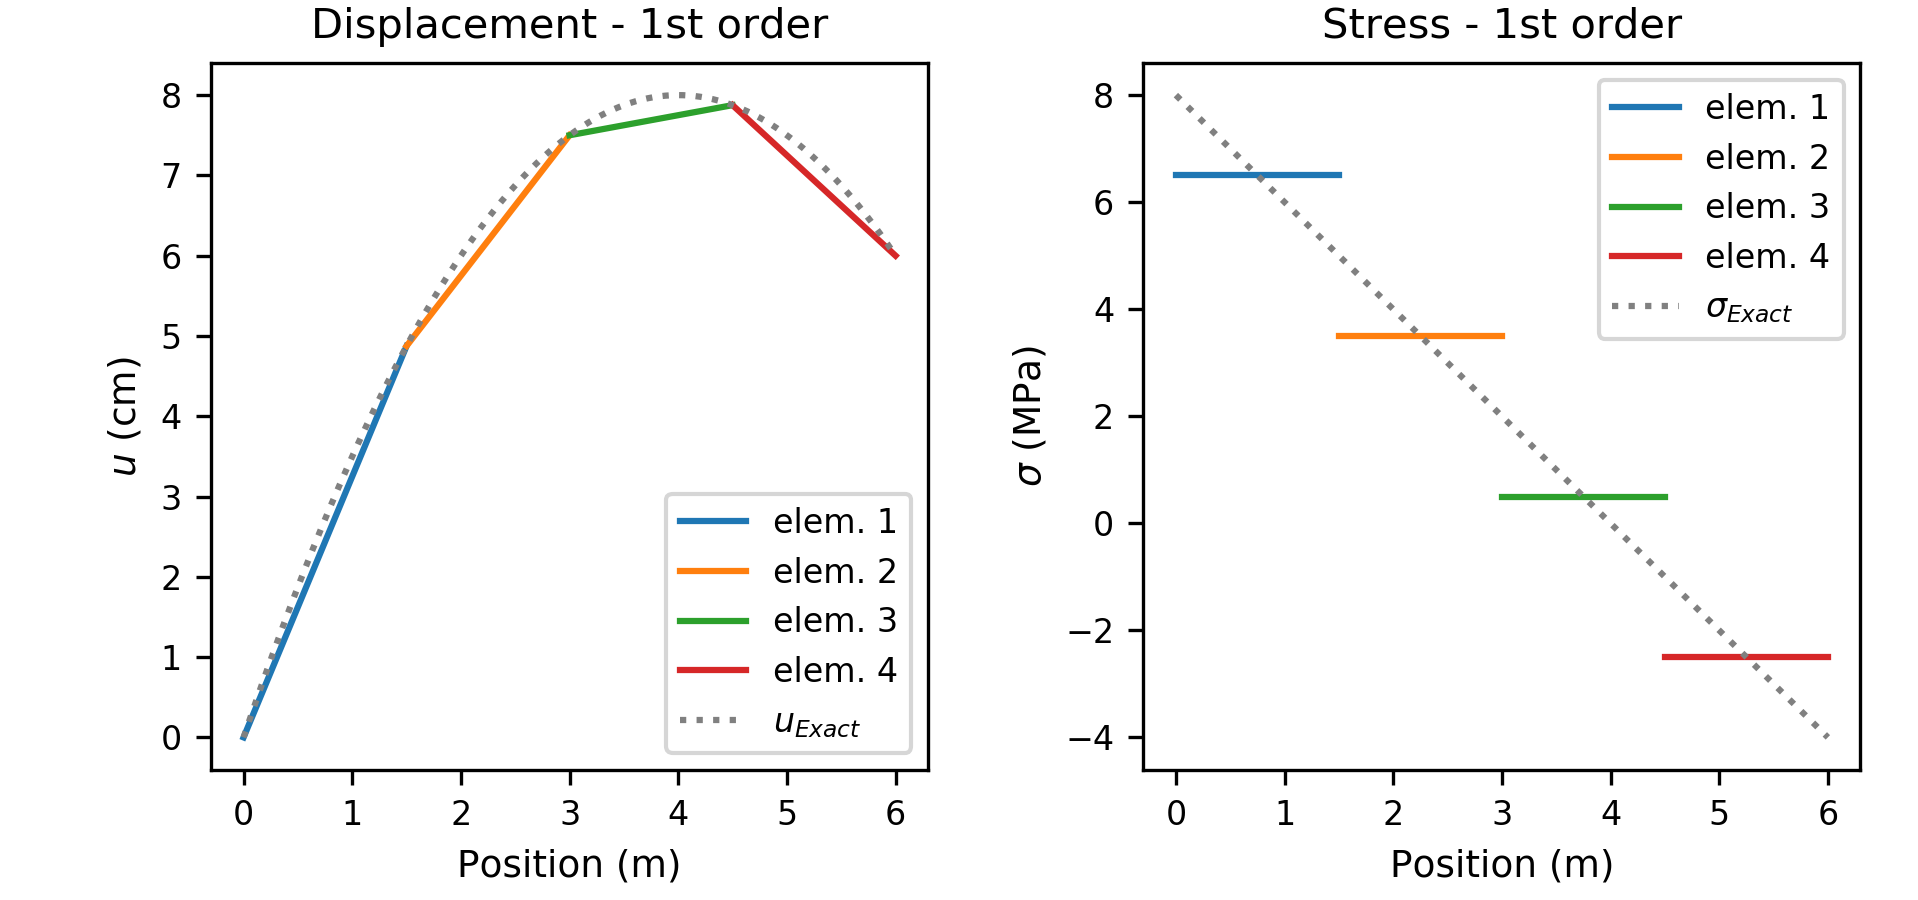 Displacement - 1st order
8
7
6
5
4
3
2
1
0
u (cm)
elem. 1
elem. 2
elem. 3
elem. 4
u_Exact
0 1 2 3 4 5 6
Position (m)
Stress - 1st order
8
6
4
2
0
−2
−4
σ (MPa)
elem. 1
elem. 2
elem. 3
elem. 4
σ_Exact
0 1 2 3 4 5 6
Position (m)